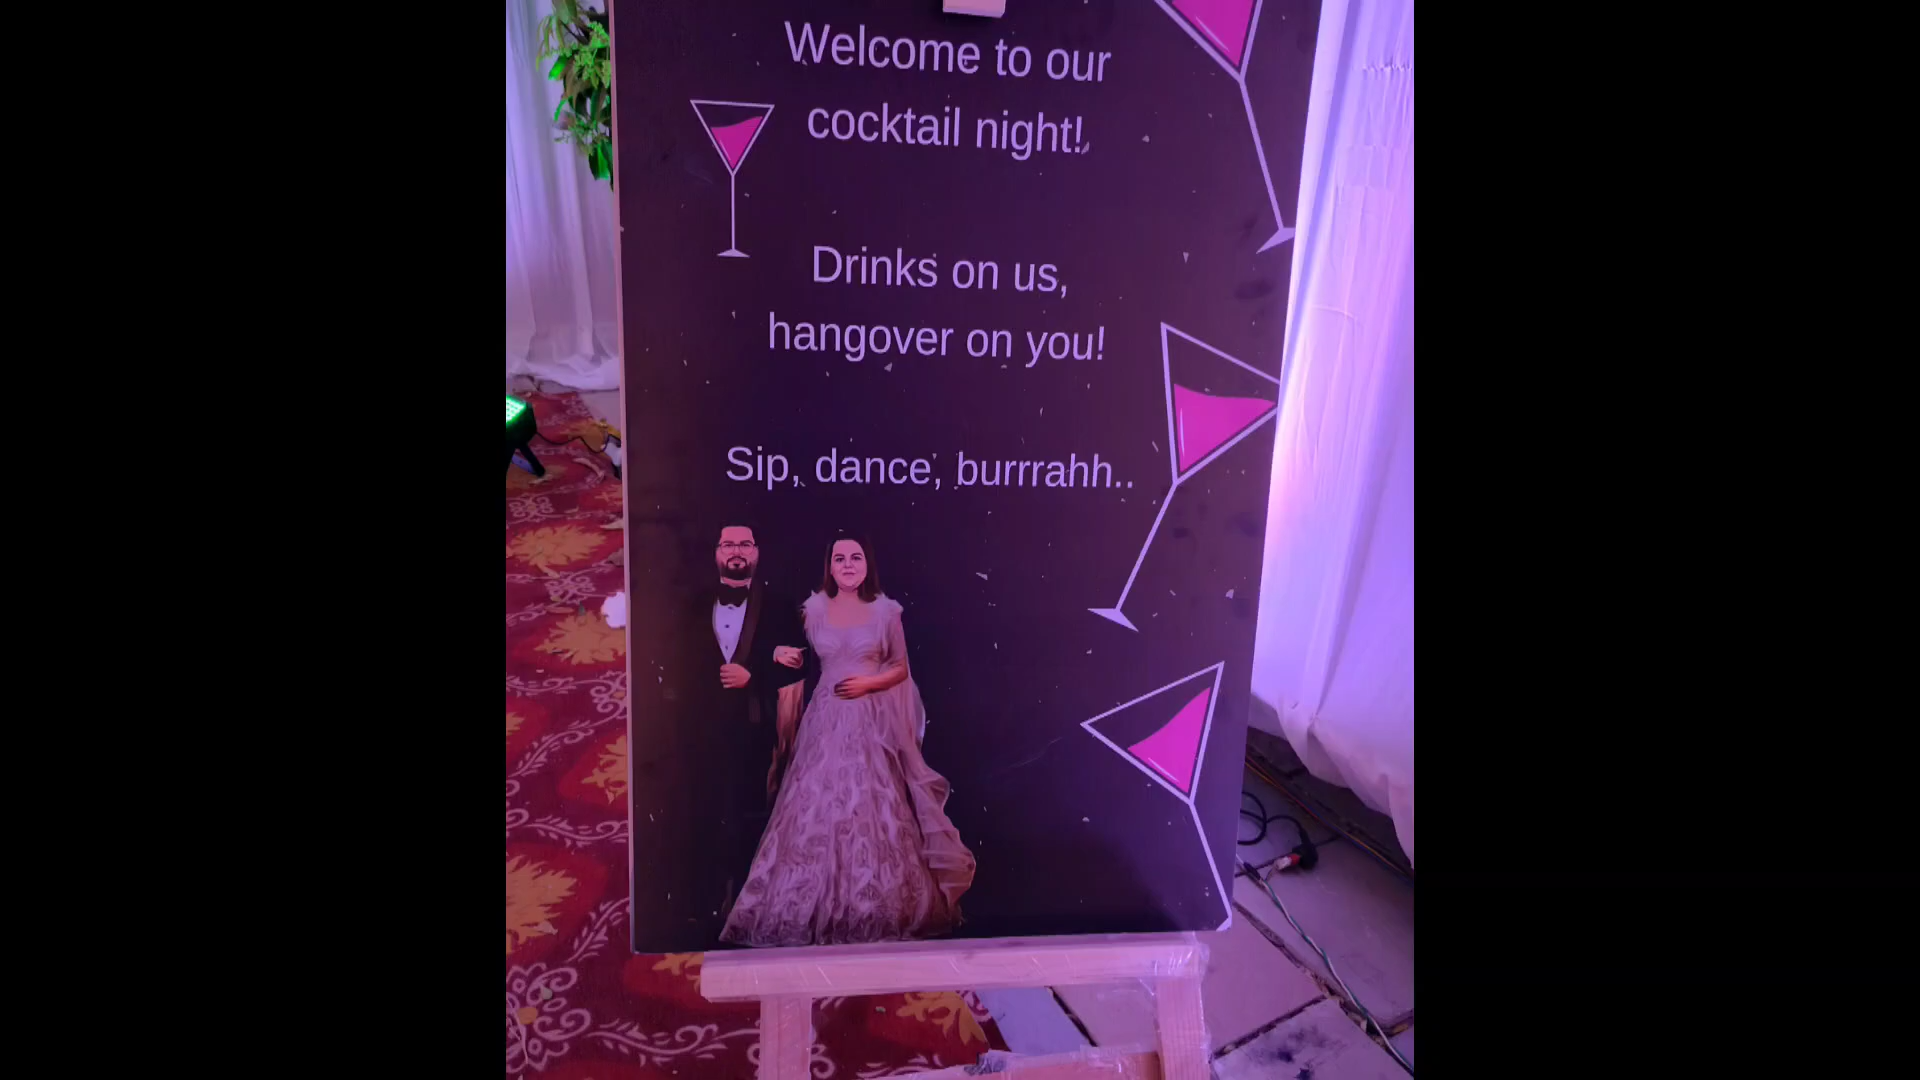 Welcome to our
cocktail night!
Drinks on us,
hangover on you!
Sip, dance, burrrahh..